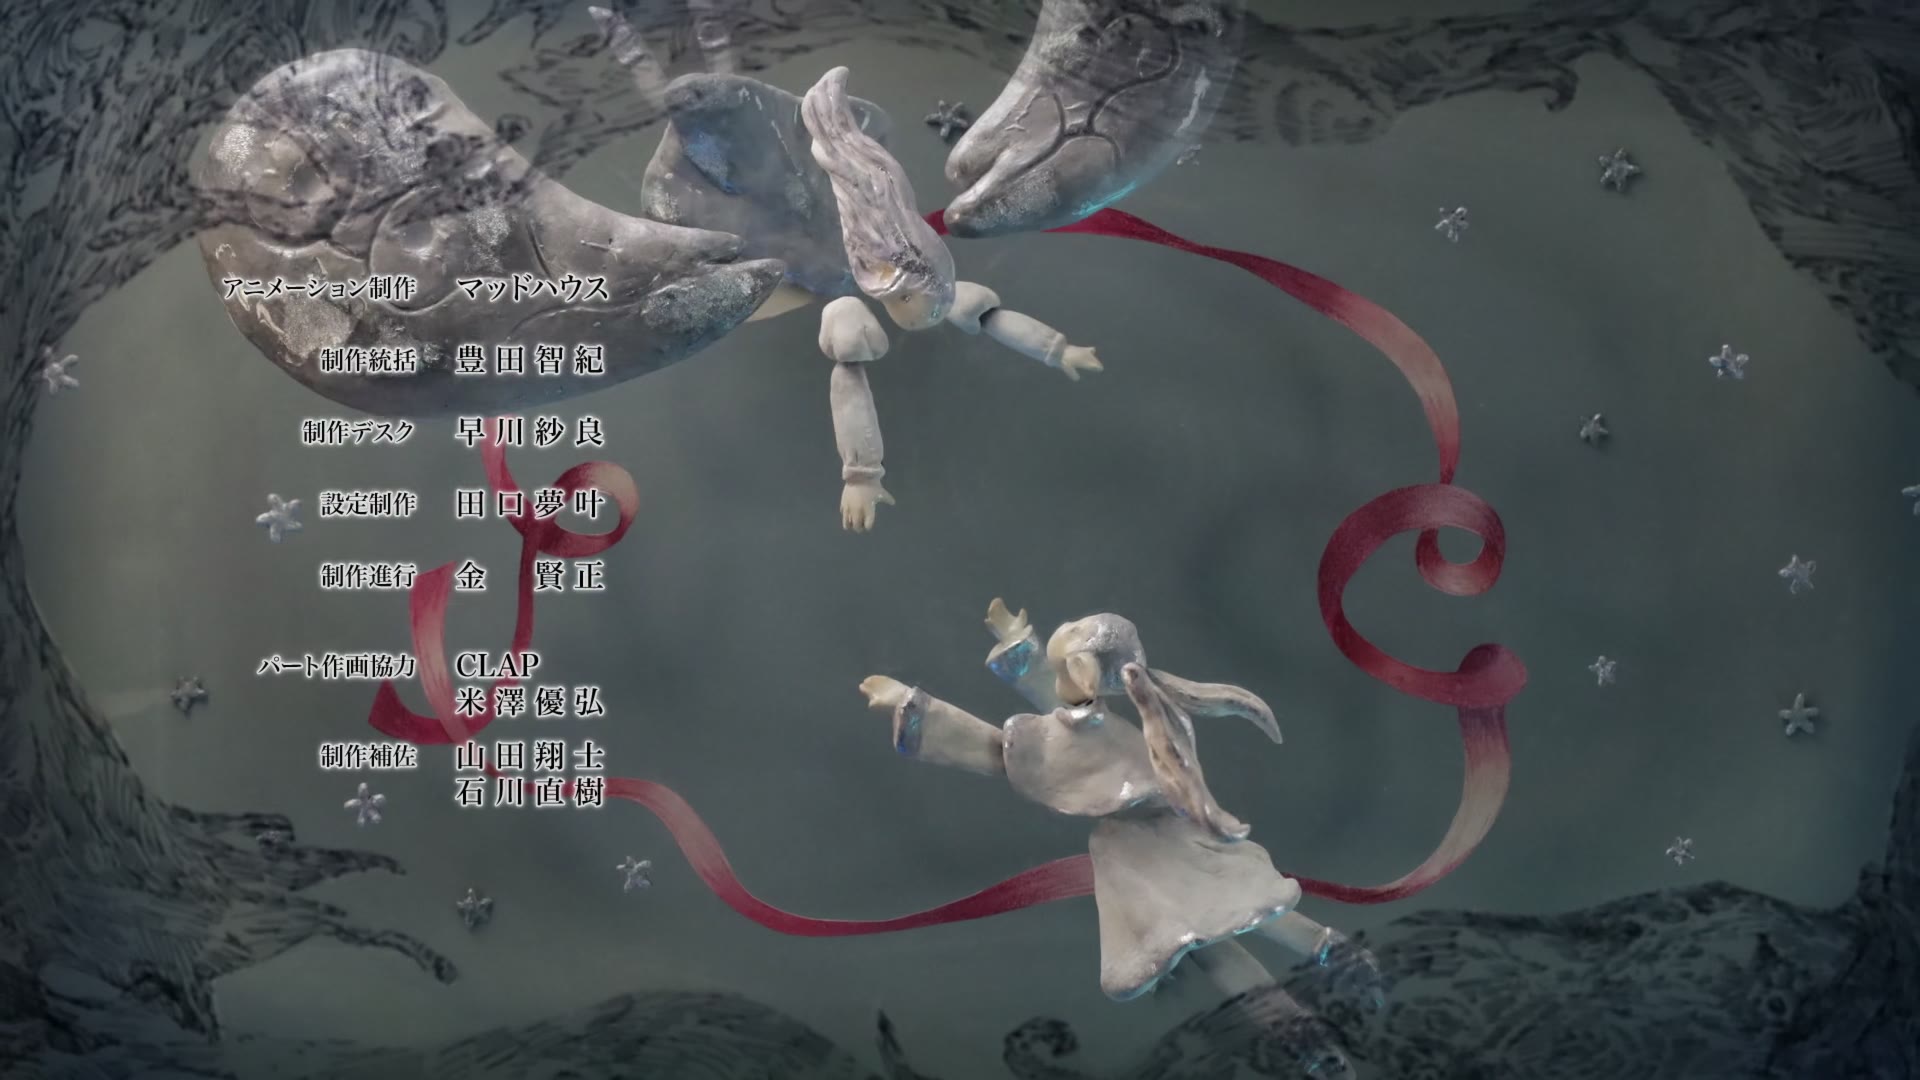 アニメーション制作 マッドハウス
制作統括 豊田智紀
制作デスク 早川紗良
設定制作 田口夢叶
制作進行 金 賢正
パート作画協力 CLAP
米澤優弘
制作補佐 山田翔士
石川直樹